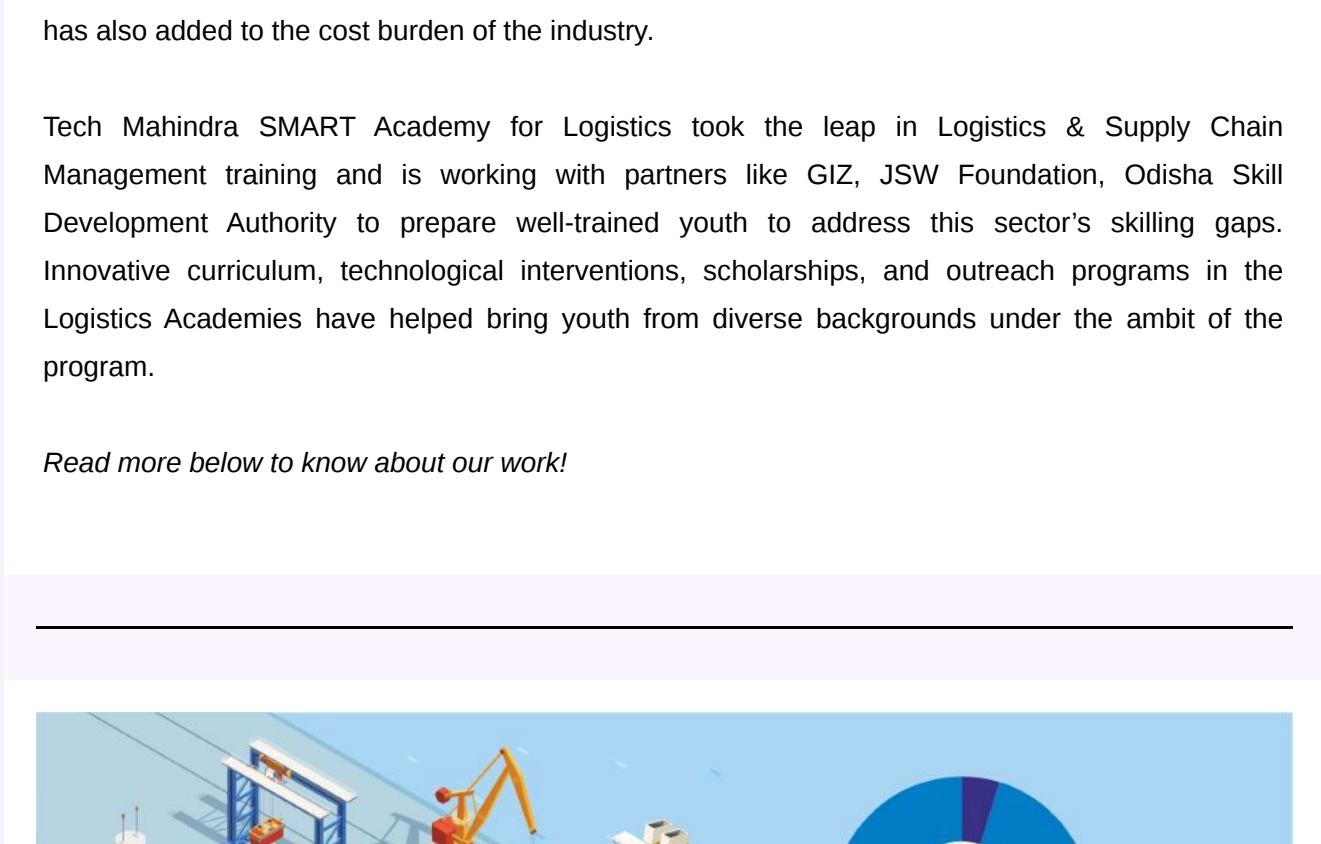 has also added to the cost burden of the industry.
Tech Mahindra SMART Academy for Logistics took the leap in Logistics & Supply Chain
Management training and is working with partners like GIZ, JSW Foundation, Odisha Skill
Development Authority to prepare well-trained youth to address this sector’s skilling gaps.
Innovative curriculum, technological interventions, scholarships, and outreach programs in the
Logistics Academies have helped bring youth from diverse backgrounds under the ambit of the
program.
Read more below to know about our work!